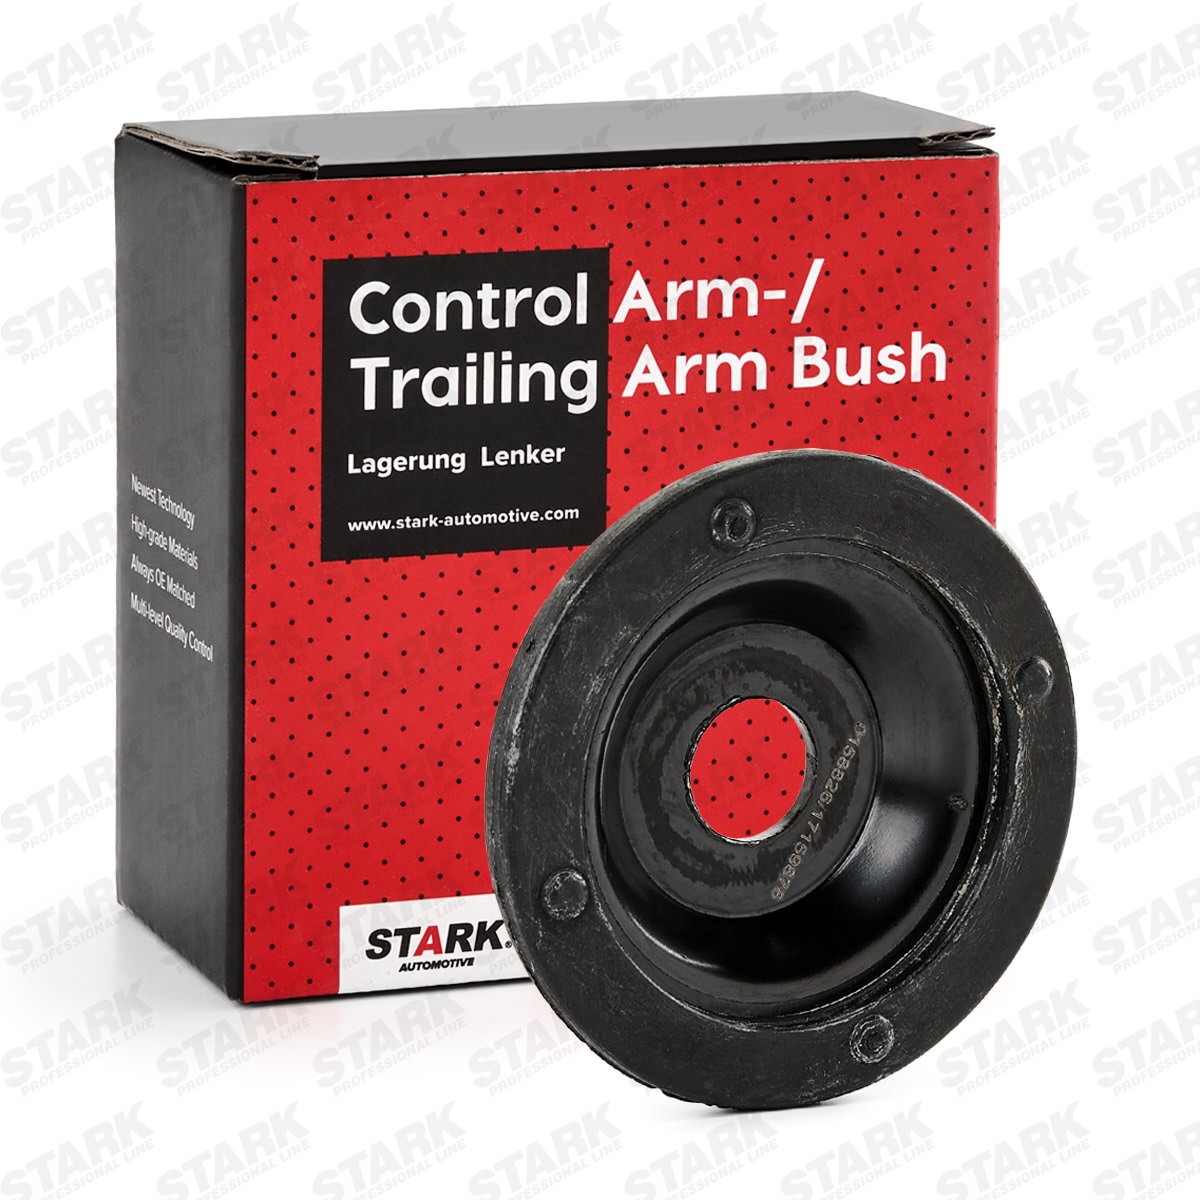 Control Arm-/
Trailing Arm Bush
Lagerung Lenker
www.stark-automotive.com
Newest Technology
High-grade Materials
Always OE Matched
Multi-level Quality Control
STARK®
AUTOMOTIVE
STARK
PROFESSIONAL LINE